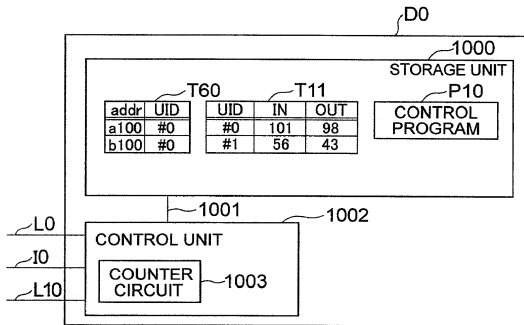 D0
1000
STORAGE UNIT
T60 T11 P10
addr UID UID IN OUT CONTROL PROGRAM
a100 #0 #0 101 98
b100 #0 #1 56 43
1001 1002
L0 CONTROL UNIT
I0 COUNTER CIRCUIT 1003
L10